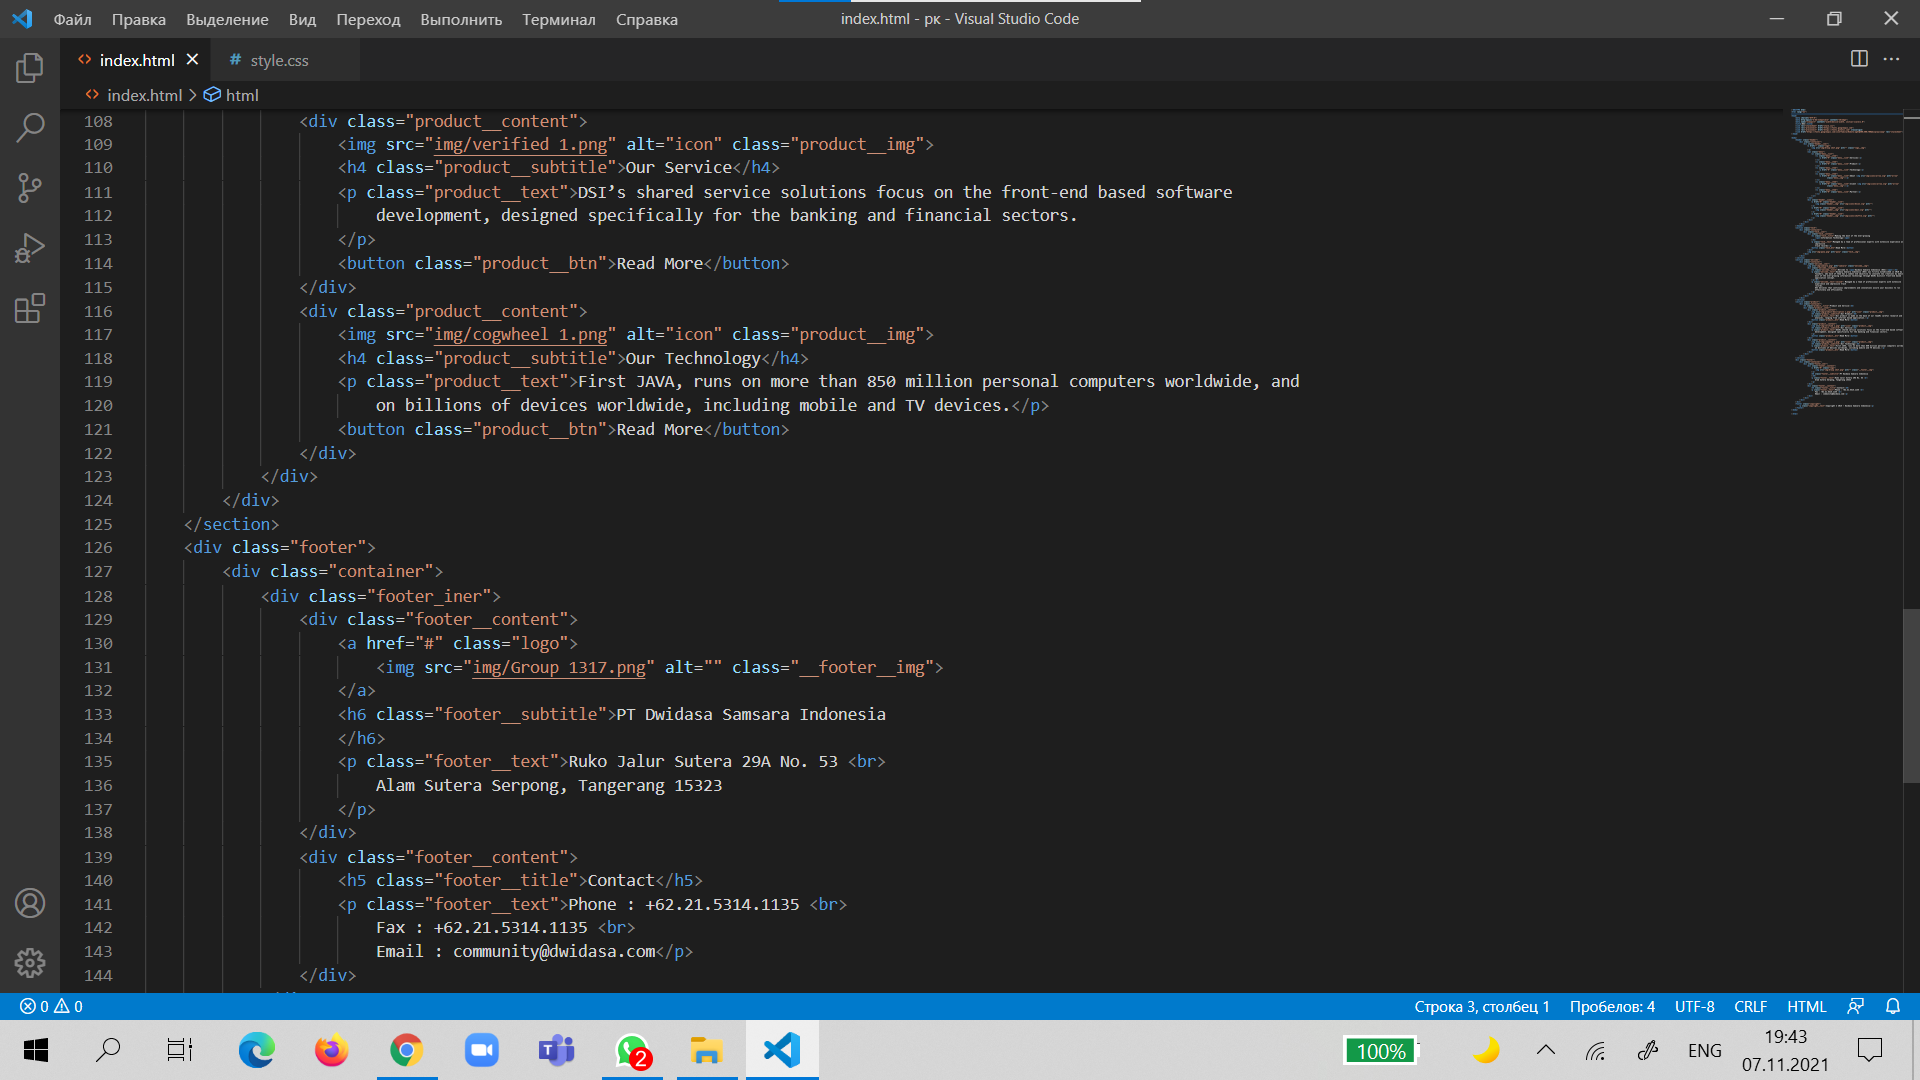 Файл Правка Выделение Вид Переход Выполнить Терминал Справка index.html - рк - Visual Studio Code
index.html style.css
index.html html
108 <div class="product__content">
109 <img src="img/verified 1.png" alt="icon" class="product__img">
110 <h4 class="product__subtitle">Our Service</h4>
111 <p class="product__text">DSI’s shared service solutions focus on the front-end based software
112 development, designed specifically for the banking and financial sectors.
113 </p>
114 <button class="product__btn">Read More</button>
115 </div>
116 <div class="product__content">
117 <img src="img/cogwheel 1.png" alt="icon" class="product__img">
118 <h4 class="product__subtitle">Our Technology</h4>
119 <p class="product__text">First JAVA, runs on more than 850 million personal computers worldwide, and
120 on billions of devices worldwide, including mobile and TV devices.</p>
121 <button class="product__btn">Read More</button>
122 </div>
123 </div>
124 </div>
125 </section>
126 <div class="footer">
127 <div class="container">
128 <div class="footer_iner">
129 <div class="footer__content">
130 <a href="#" class="logo">
131 <img src="img/Group 1317.png" alt="" class="__footer__img">
132 </a>
133 <h6 class="footer__subtitle">PT Dwidasa Samsara Indonesia
134 </h6>
135 <p class="footer__text">Ruko Jalur Sutera 29A No. 53 <br>
136 Alam Sutera Serpong, Tangerang 15323
137 </p>
138 </div>
139 <div class="footer__content">
140 <h5 class="footer__title">Contact</h5>
141 <p class="footer__text">Phone : +62.21.5314.1135 <br>
142 Fax : +62.21.5314.1135 <br>
143 Email : community@dwidasa.com</p>
144 </div>
0 0 Строка 3, столбец 1 Пробелов: 4 UTF-8 CRLF HTML
2 100% ENG 19:43
07.11.2021